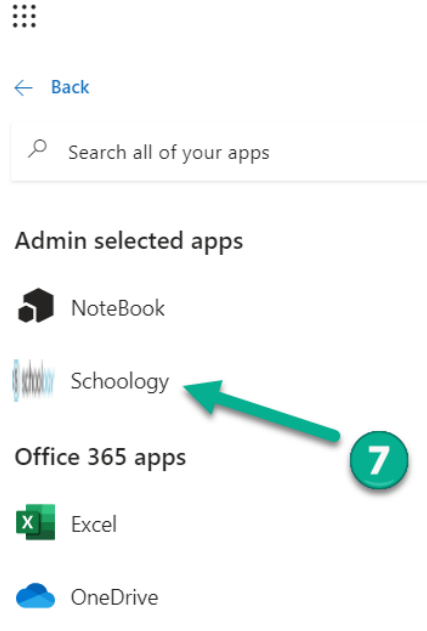 Back
Search all of your apps
Admin selected apps
NoteBook
Schoology
7
Office 365 apps
Excel
OneDrive